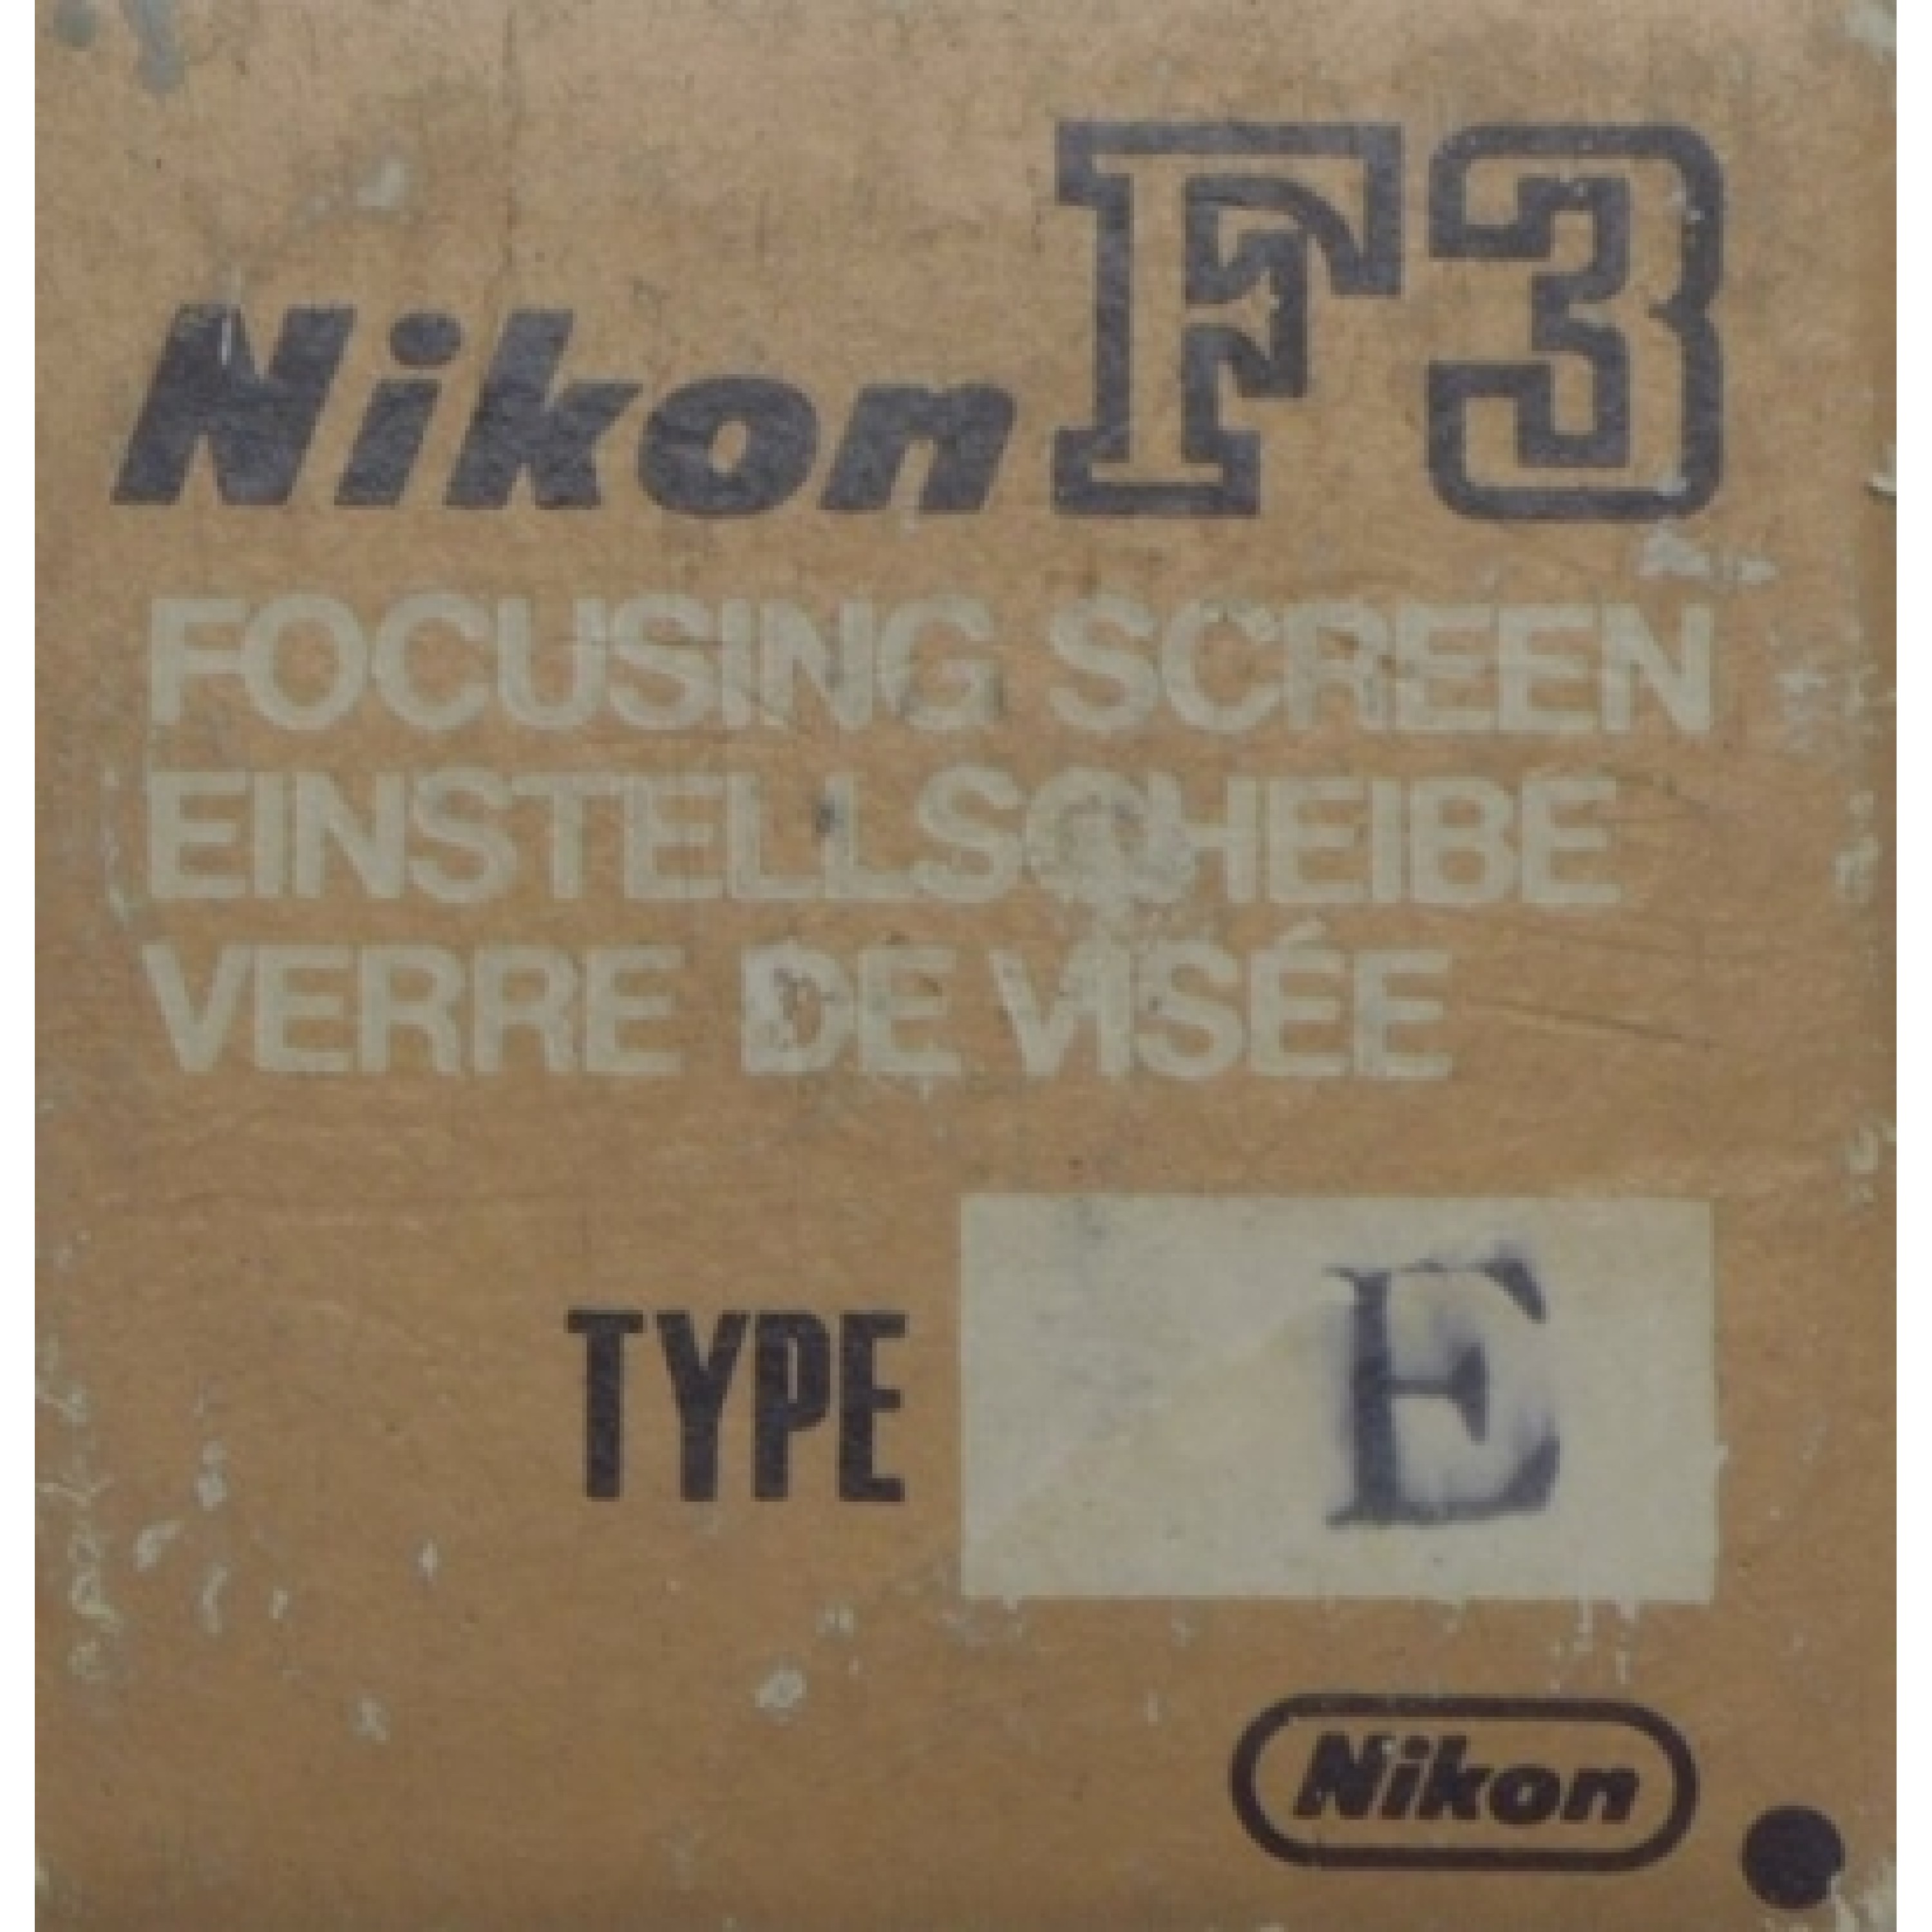 Nikon F3
FOCUSING SCREEN
EINSTELLSCHEIBE
VERRE DE VISÉE
TYPE E
Nikon